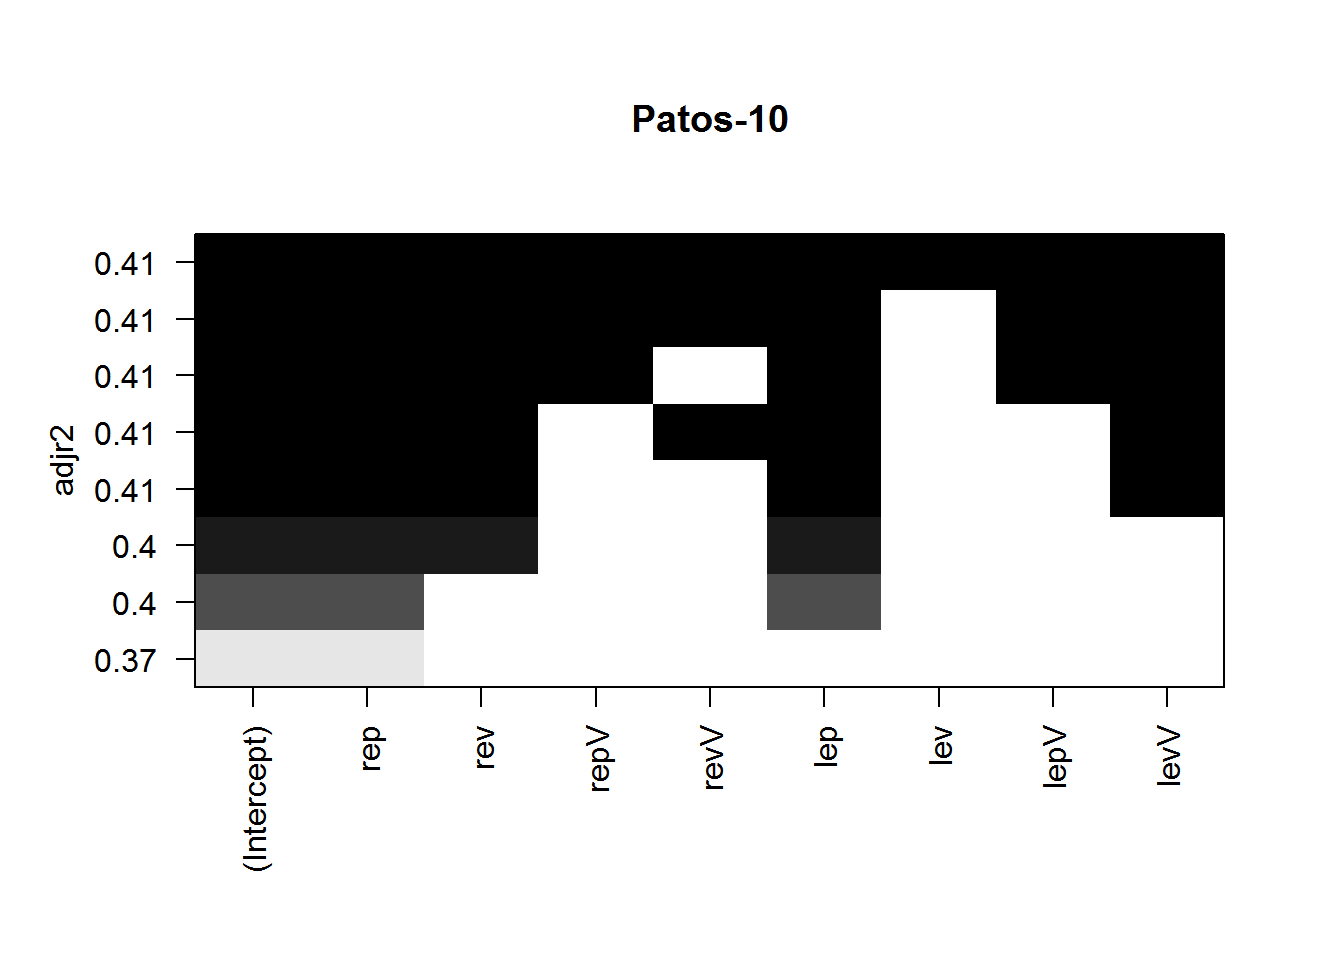 Patos-10
adjr2
0.41
0.41
0.41
0.41
0.41
0.4
0.4
0.37
(Intercept)
rep
rev
repV
revV
lep
lev
lepV
levV